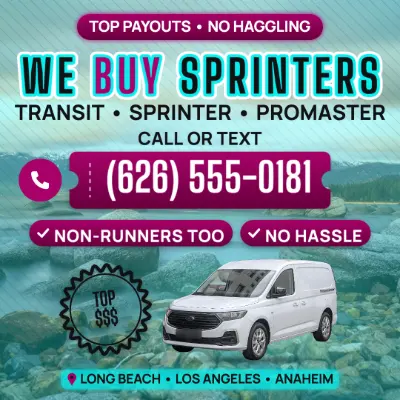 TOP PAYOUTS • NO HAGGLING
WE BUY SPRINTERS
TRANSIT • SPRINTER • PROMASTER
CALL OR TEXT
(626) 555-0181
NON-RUNNERS TOO
NO HASSLE
TOP
$$$
LONG BEACH • LOS ANGELES • ANAHEIM